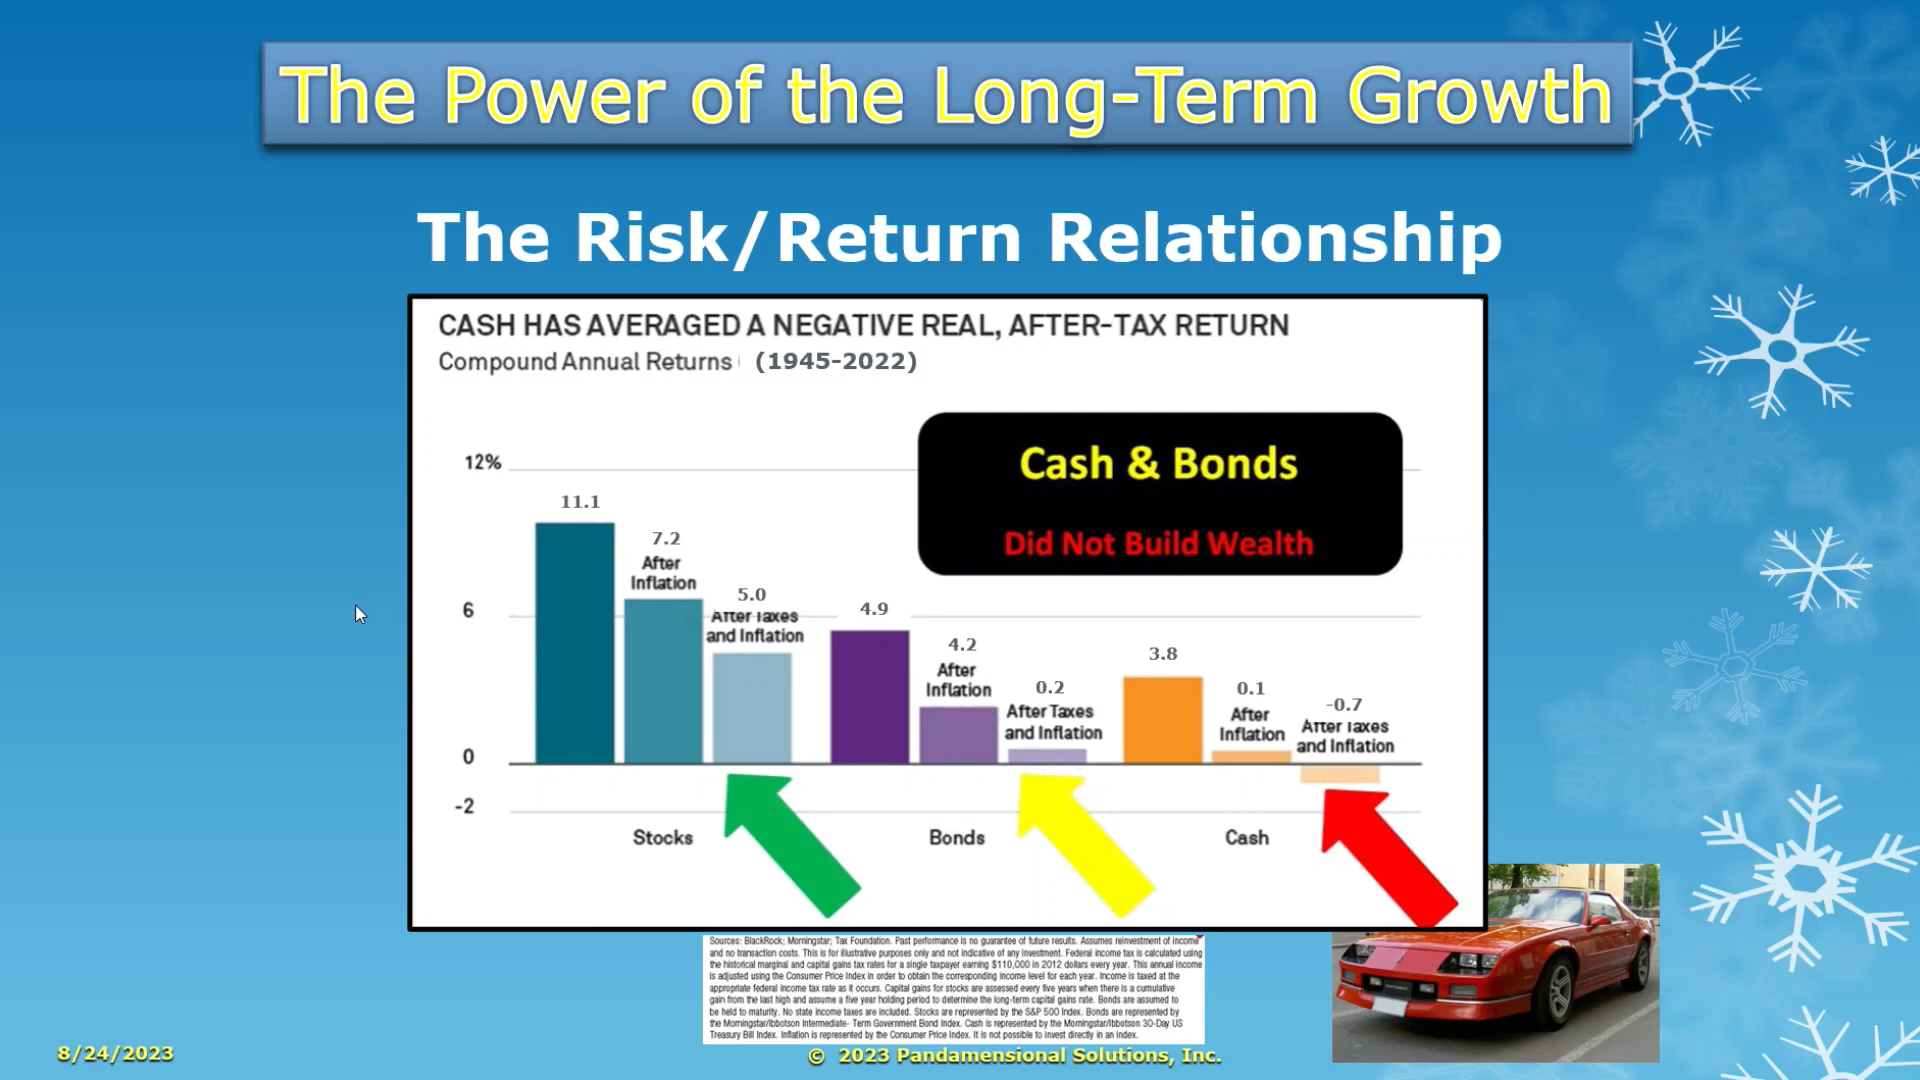 The Power of the Long-Term Growth
The Risk/Return Relationship
CASH HAS AVERAGED A NEGATIVE REAL, AFTER-TAX RETURN
Compound Annual Returns (1945-2022)
Cash & Bonds
Did Not Build Wealth
12%
6
0
-2
11.1
7.2
After
Inflation
5.0
After Taxes
and Inflation
4.9
4.2
After
Inflation
0.2
After Taxes
and Inflation
3.8
0.1
After
Inflation
-0.7
After Taxes
and Inflation
Stocks
Bonds
Cash
Sources: BlackRock; Morningstar; Tax Foundation. Past performance is no guarantee of future results. Assumes reinvestment of income
and no transaction costs. This is for illustrative purposes only and not indicative of any investment. Federal income tax is calculated using
the historical marginal and capital gains tax rates for a single taxpayer earning $110,000 in 2012 dollars every year. This annual income
is adjusted using the Consumer Price Index in order to obtain the corresponding income level for each year. Income is taxed at the
appropriate federal income tax rate as it occurs. Capital gains for stocks are assessed every five years when there is a cumulative
gain from the last high and assume a five year holding period to determine the long-term capital gains rate. Bonds are assumed to
be held to maturity. No state income taxes are included. Stocks are represented by the S&P 500 Index. Bonds are represented by
the Morningstar/Ibbotson Intermediate- Term Government Bond Index. Cash is represented by the Morningstar/Ibbotson 30-Day US
Treasury Bill Index. Inflation is represented by the Consumer Price Index. It is not possible to invest directly in an index.
8/24/2023
© 2023 Pandamensional Solutions, Inc.